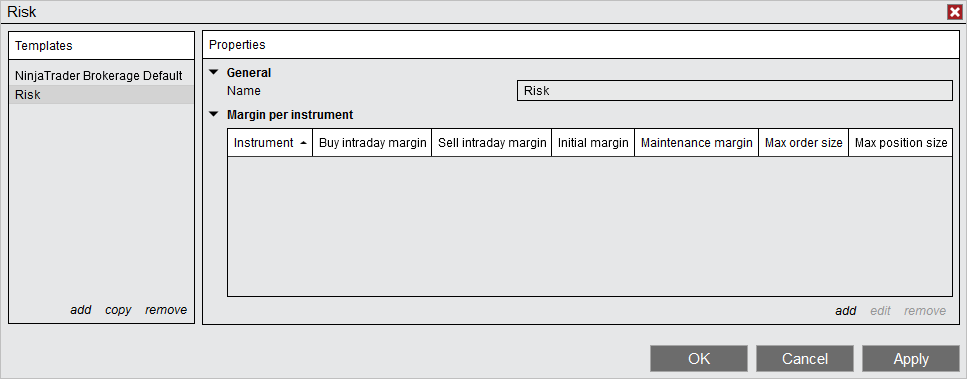 Risk
Templates
NinjaTrader Brokerage Default
Risk
add copy remove
Properties
General
Name Risk
Margin per instrument
Instrument Buy intraday margin Sell intraday margin Initial margin Maintenance margin Max order size Max position size
add edit remove
OK Cancel Apply